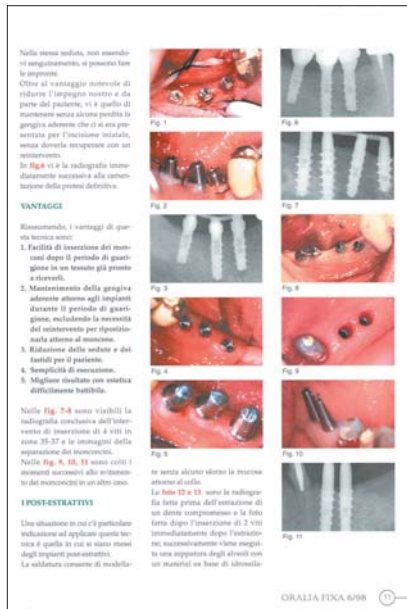 Nella stessa seduta, non essendo-
vi sanguinamento, si possono fare
le impronte.
Oltre al vantaggio notevole di
ridurre l'impegno nostro e da
parte del paziente, vi è quello di
mantenere senza alcuna perdita la
gengiva aderente che ci si era pre-
sentata per l'incisione iniziale,
senza doverla recuperare con un
reintervento.
In fig.6 vi è la radiografia imme-
diatamente successiva alla cemen-
tazione della protesi definitiva.
VANTAGGI
Riassumendo, i vantaggi di que-
sta tecnica sono:
1. Facilità di inserzione dei mon-
coni dopo il periodo di guari-
gione in un tessuto già pronto
a riceverli.
2. Mantenimento della gengiva
aderente attorno agli impianti
durante il periodo di guari-
gione, escludendo la necessità
del reintervento per riposizio-
narla attorno al moncone.
3. Riduzione delle sedute e dei
fastidi per il paziente.
4. Semplicità di esecuzione.
5. Migliore risultato con estetica
difficilmente battibile.
Nelle fig. 7-8 sono visibili la
radiografia conclusiva dell'inter-
vento di inserzione di 4 viti in
zona 35-37 e le immagini della
separazione dei monconcini.
Nelle fig. 9, 10, 11 sono colti i
momenti successivi allo svitamen-
to dei monconcini in un altro caso.
I POST-ESTRATTIVI
Una situazione in cui c'è particolare
indicazione ad applicare questa tec-
nica è quella in cui si siano messi
degli impianti post-estrattivi.
La saldatura consente di modella-
Fig. 1
Fig. 2
Fig. 3
Fig. 4
Fig. 5
re senza alcuno sforzo la mucosa
attorno al collo.
Le foto 12 e 13 sono la radiogra-
fia fatta prima dell'estrazione di
un dente compromesso e la foto
fatta dopo l'inserzione di 2 viti
immediatamente dopo l'estrazio-
ne; successivamente viene esegui-
ta una zeppatura degli alveoli con
un material ex base di idrossila-
Fig. 6
Fig. 7
Fig. 8
Fig. 9
Fig. 10
Fig. 11
ORALIA FIXA 6/98
11